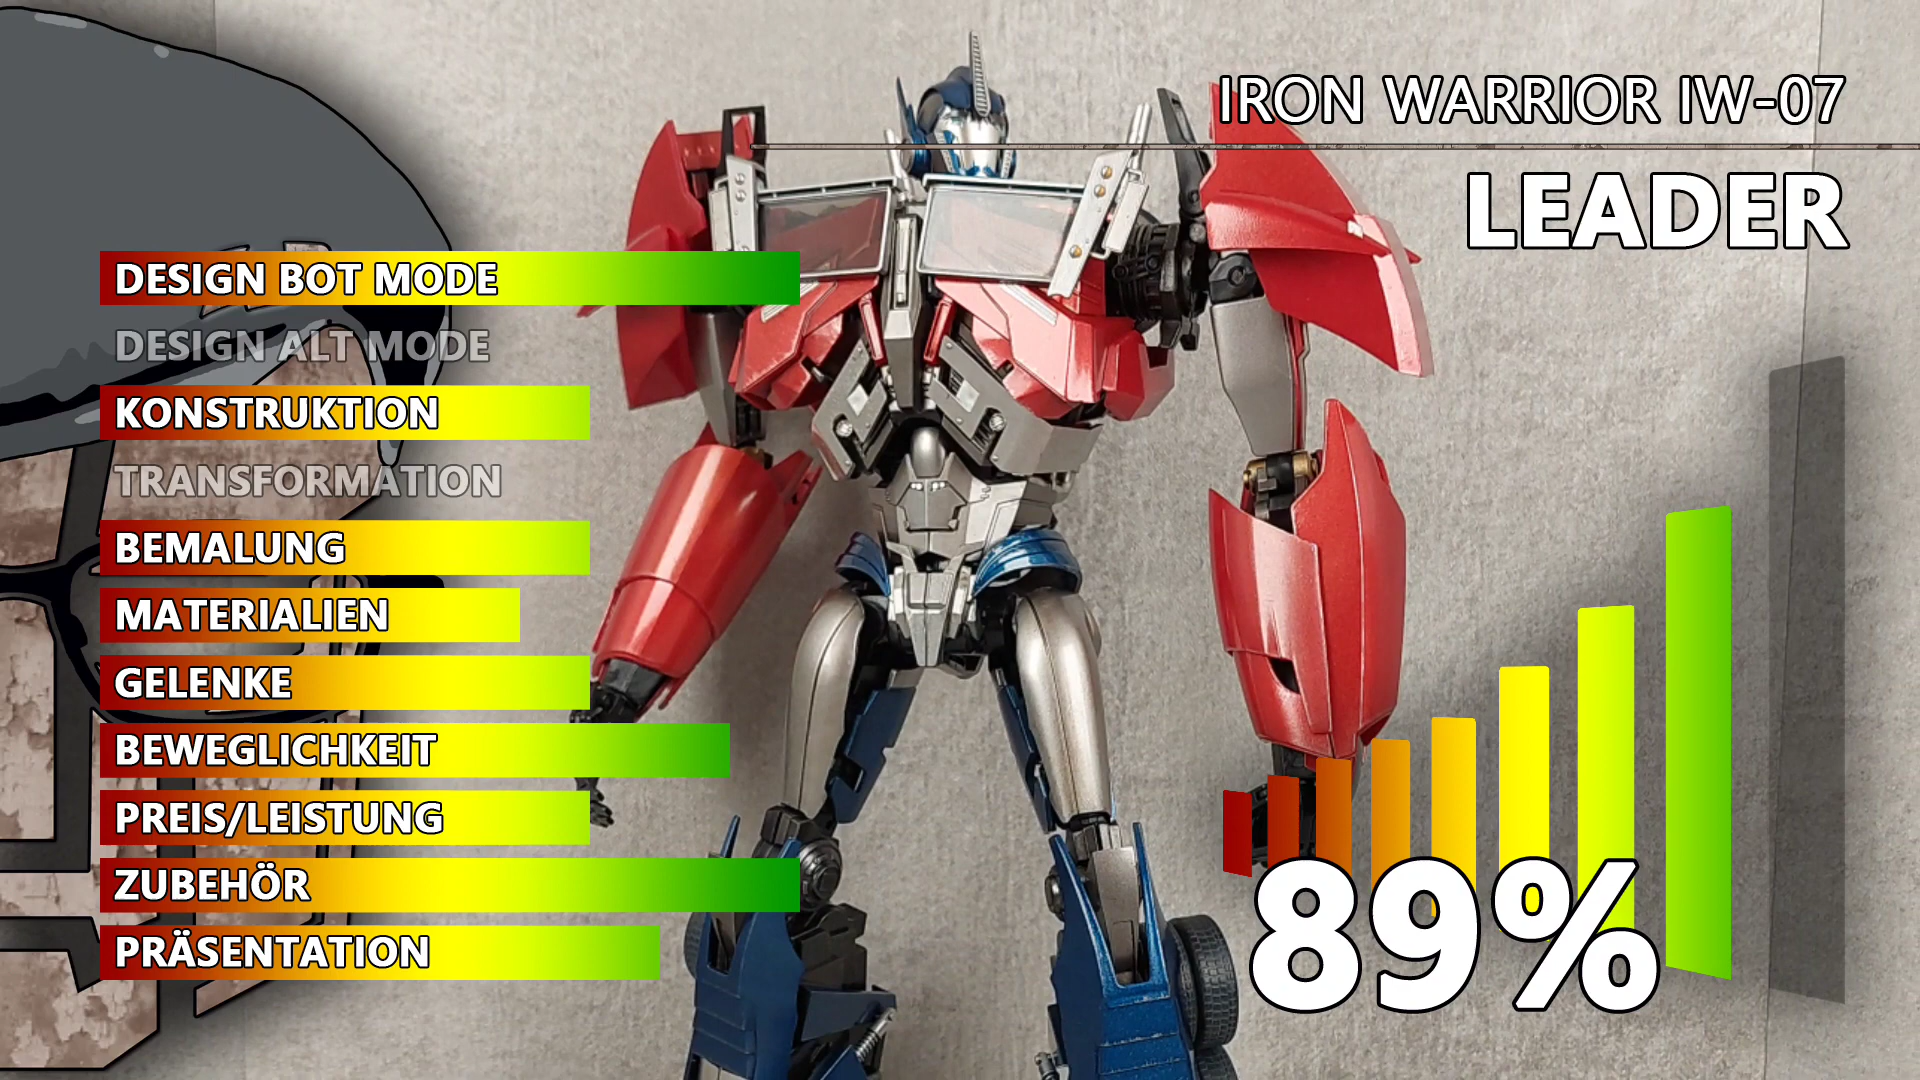 IRON WARRIOR IW-07
LEADER
DESIGN BOT MODE
DESIGN ALT MODE
KONSTRUKTION
TRANSFORMATION
BEMALUNG
MATERIALIEN
GELENKE
BEWEGLICHKEIT
PREIS/LEISTUNG
ZUBEHÖR
PRÄSENTATION
89%